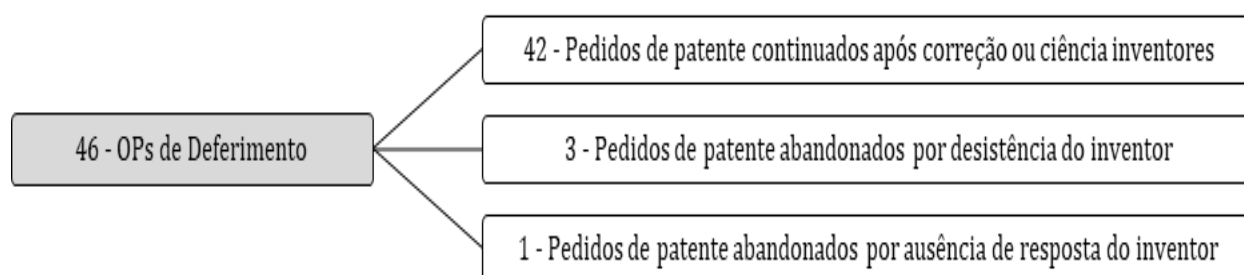 42 - Pedidos de patente continuados após correção ou ciência inventores
46 - OPs de Deferimento
3 - Pedidos de patente abandonados por desistência do inventor
1 - Pedidos de patente abandonados por ausência de resposta do inventor